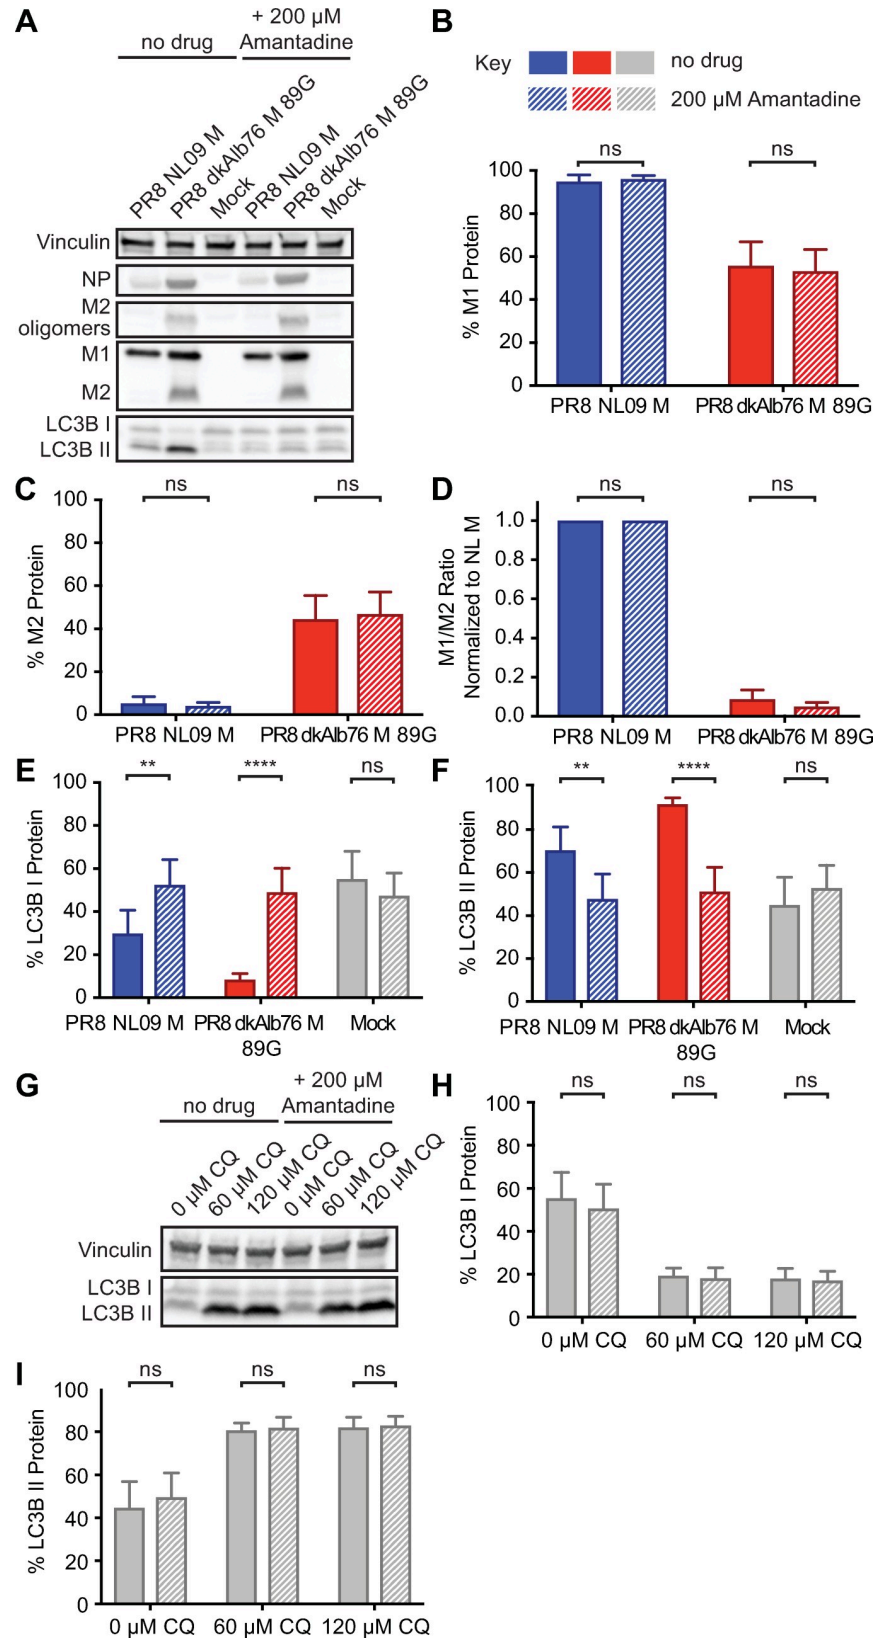 A
no drug
+ 200 µM
Amantadine
PR8 NL09 M
PR8 dkAlb76 M 89G
Mock
PR8 NL09 M
PR8 dkAlb76 M 89G
Mock
Vinculin
NP
M2
oligomers
M1
M2
LC3B I
LC3B II
B
Key
no drug
200 µM Amantadine
ns
ns
% M1 Protein
100
80
60
40
20
0
PR8 NL09 M
PR8 dkAlb76 M 89G
C
ns
ns
% M2 Protein
100
80
60
40
20
0
PR8 NL09 M
PR8 dkAlb76 M 89G
D
ns
ns
M1/M2 Ratio
Normalized to NL M
1.0
0.8
0.6
0.4
0.2
0.0
PR8 NL09 M
PR8 dkAlb76 M 89G
E
**
****
ns
% LC3B I Protein
100
80
60
40
20
0
PR8 NL09 M
PR8 dkAlb76 M
89G
Mock
F
**
****
ns
% LC3B II Protein
100
80
60
40
20
0
PR8 NL09 M
PR8 dkAlb76 M
89G
Mock
G
no drug
+ 200 µM
Amantadine
0 µM CQ
60 µM CQ
120 µM CQ
0 µM CQ
60 µM CQ
120 µM CQ
Vinculin
LC3B I
LC3B II
H
ns
ns
ns
% LC3B I Protein
100
80
60
40
20
0
0 µM CQ
60 µM CQ
120 µM CQ
I
ns
ns
ns
% LC3B II Protein
100
80
60
40
20
0
0 µM CQ
60 µM CQ
120 µM CQ